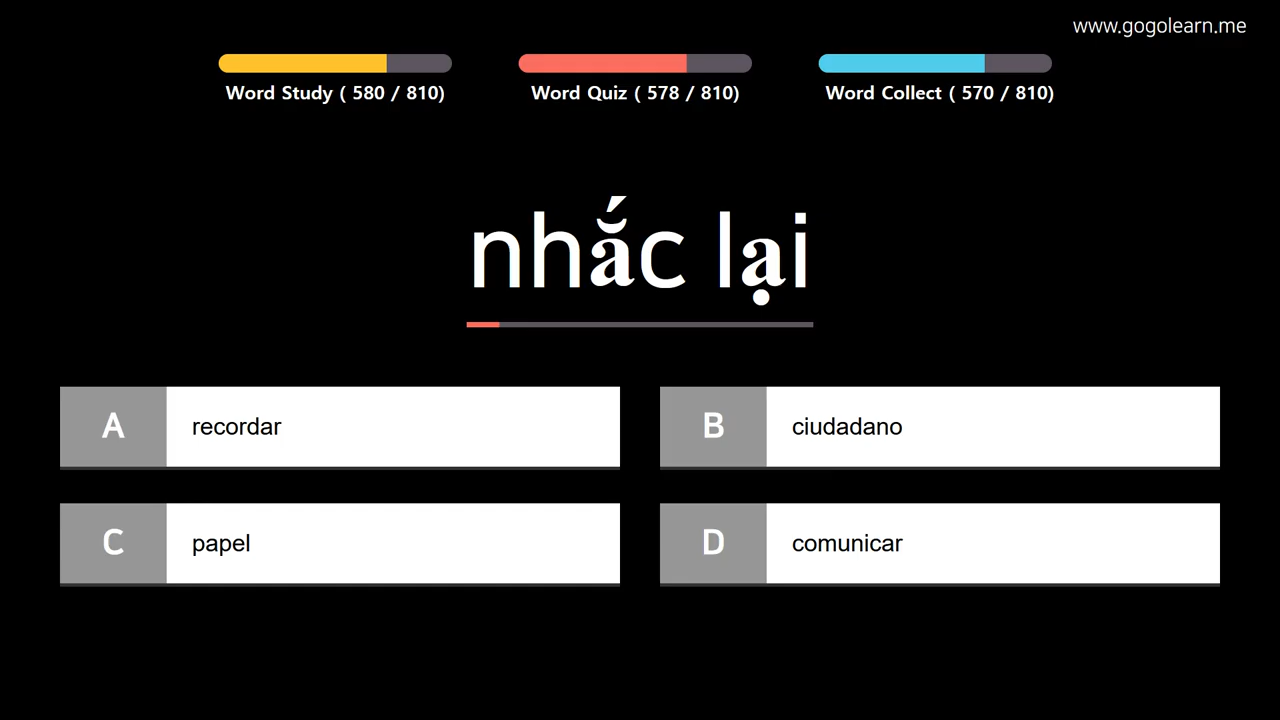 www.gogolearn.me
Word Study ( 580 / 810)
Word Quiz ( 578 / 810)
Word Collect ( 570 / 810)
nhắc lại
A recordar
B ciudadano
C papel
D comunicar